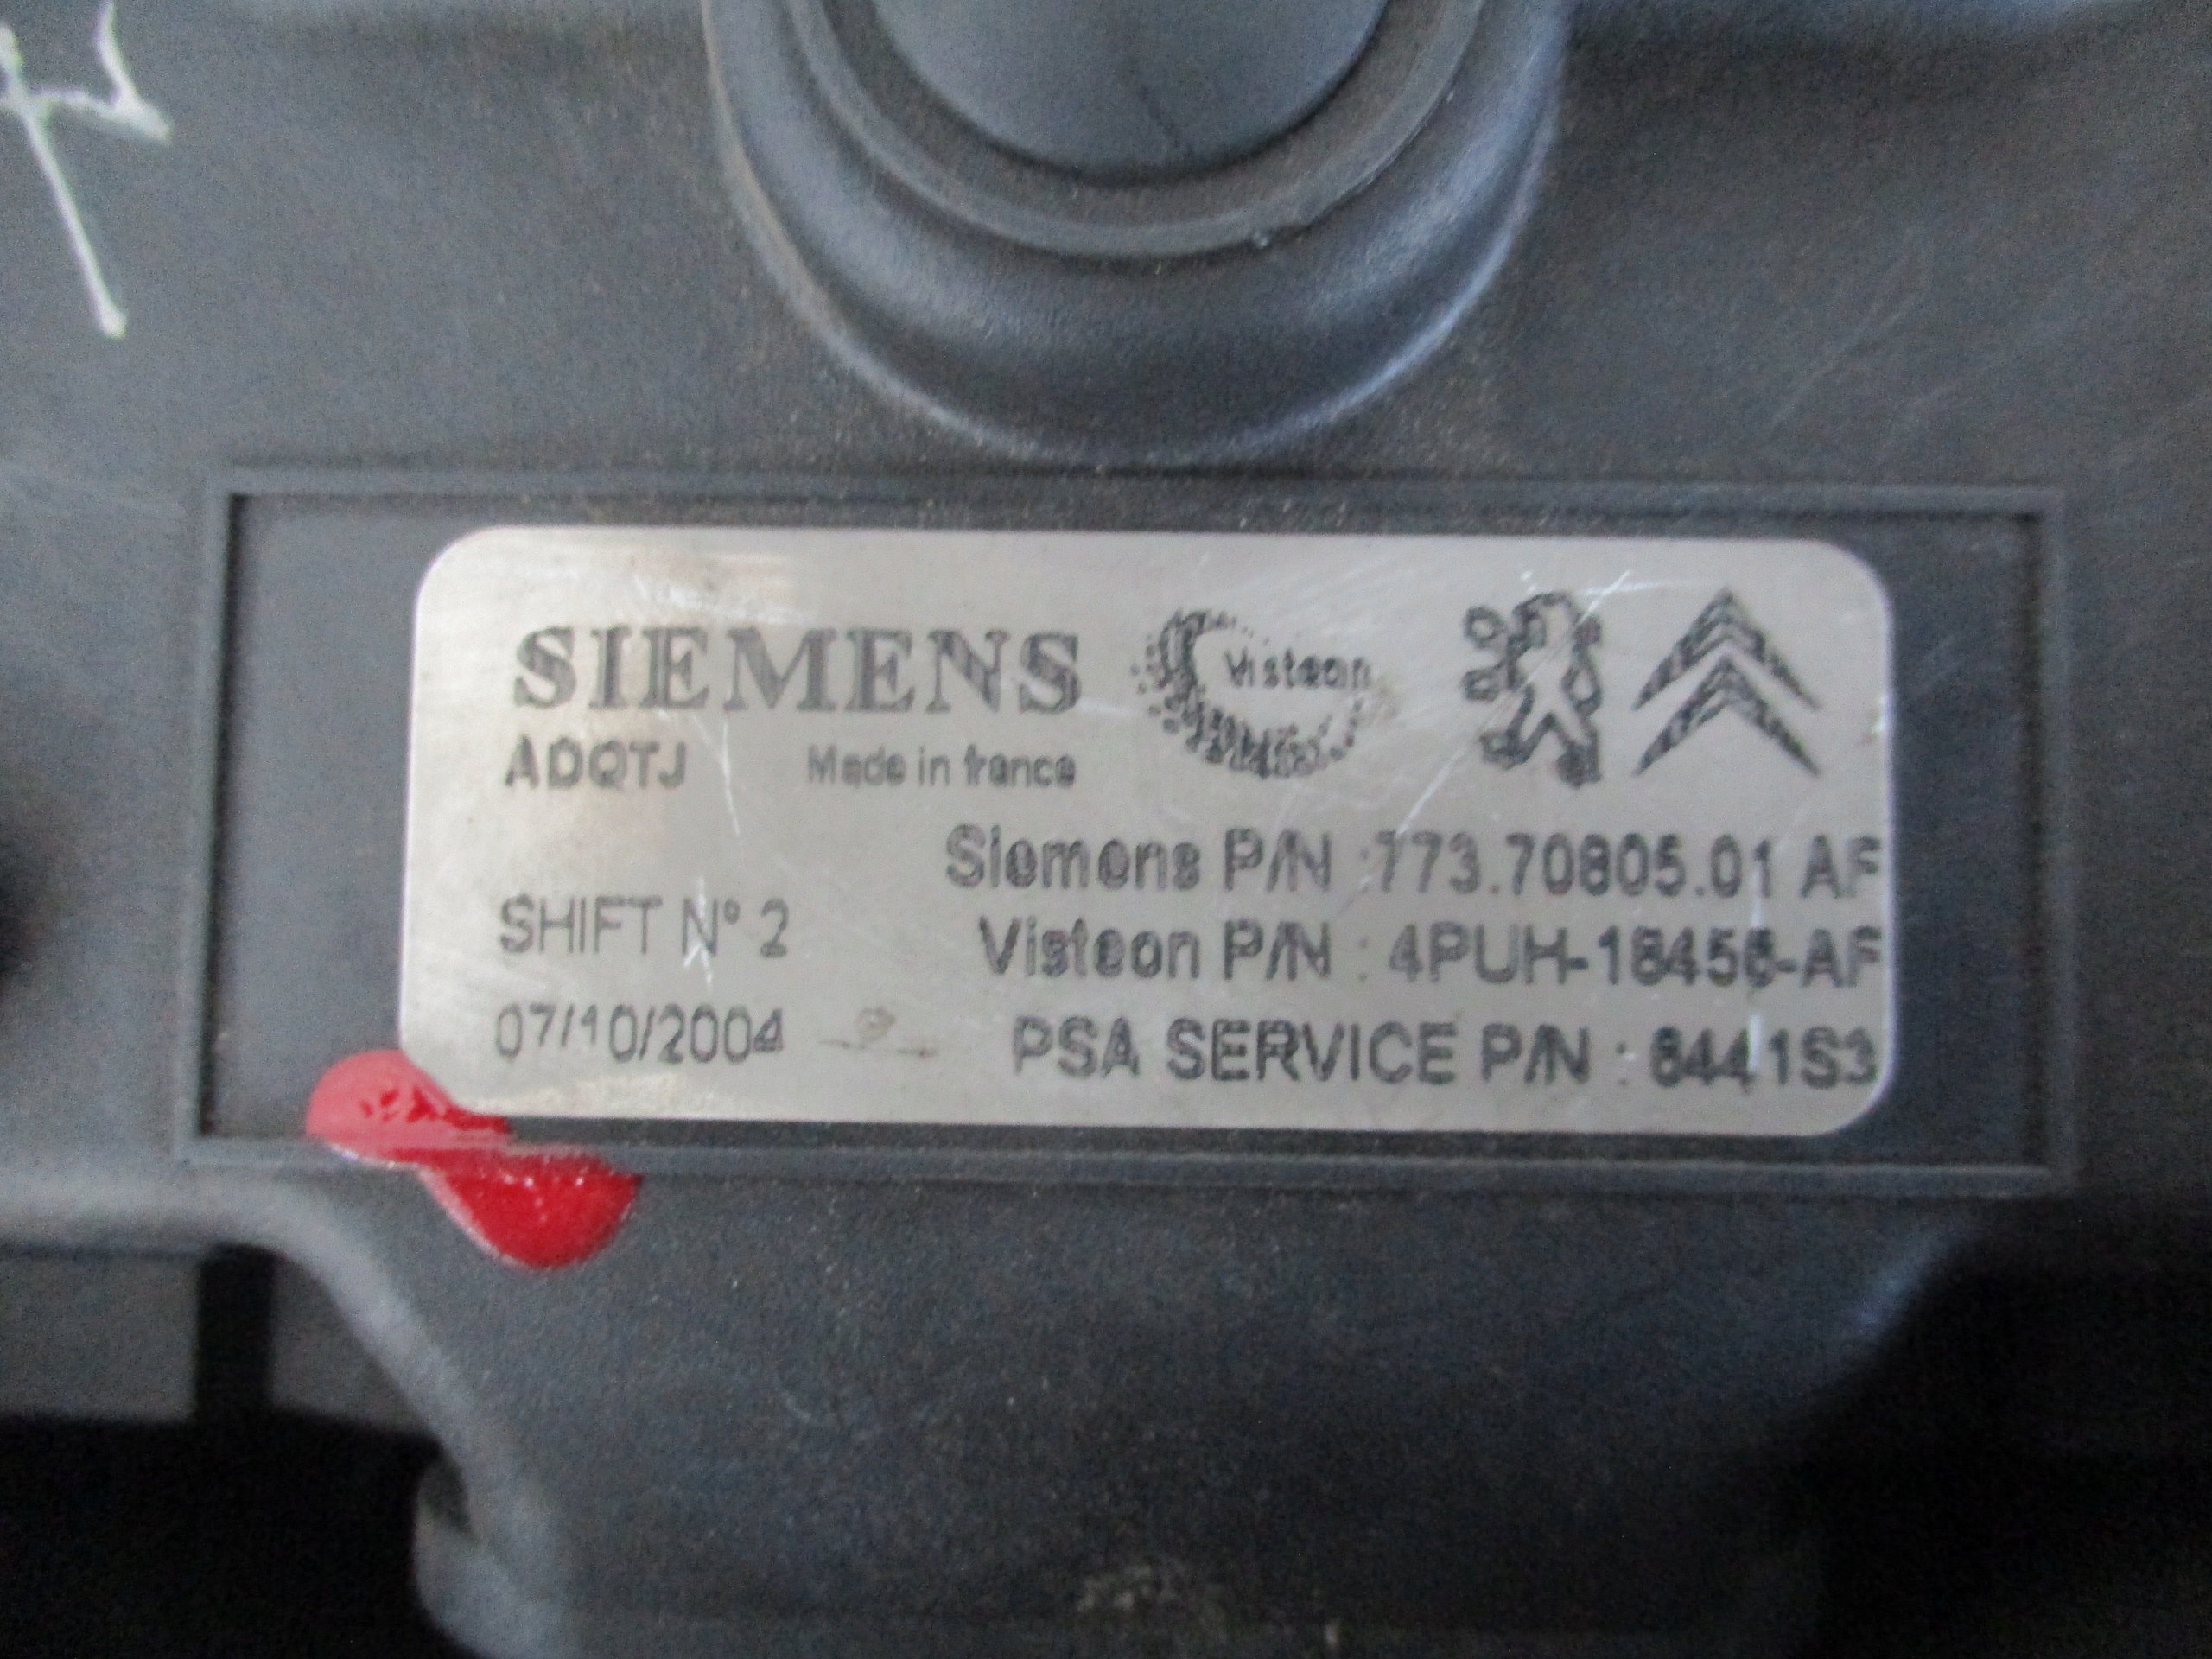 SIEMENS Visteon
ADQTJ Made in france
Siemens P/N :773.70805.01 AF
SHIFT N° 2
Visteon P/N : 4PUH-18456-AF
07/10/2004
PSA SERVICE P/N : 6441S3